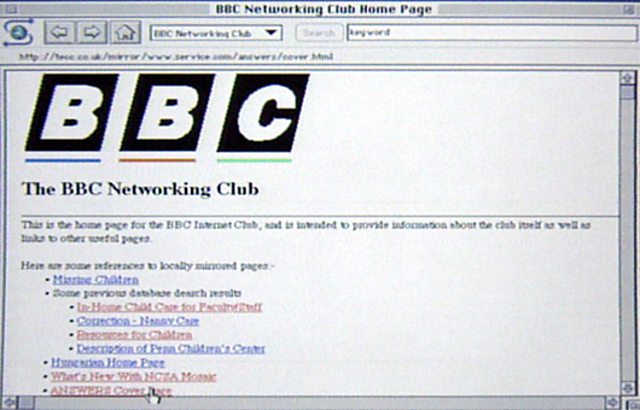 BBC Networking Club Home Page
BBC Networking Club Search keyword
http://tecc.co.uk/mirror/www.service.com/answers/cover.html
BBC
The BBC Networking Club
This is the home page for the BBC Internet Club, and is intended to provide information about the club itself as well as
links to other useful pages.
Here are some references to locally mirrored pages:-
• Missing Children
• Some previous database dearch results
• In-Home Child Care for Faculty/Staff
• Correction - Nanny Care
• Resources for Children
• Description of Penn Children's Center
• Hungarian Home Page
• What's New With NCSA Mosaic
• ANSWERS Cover Page